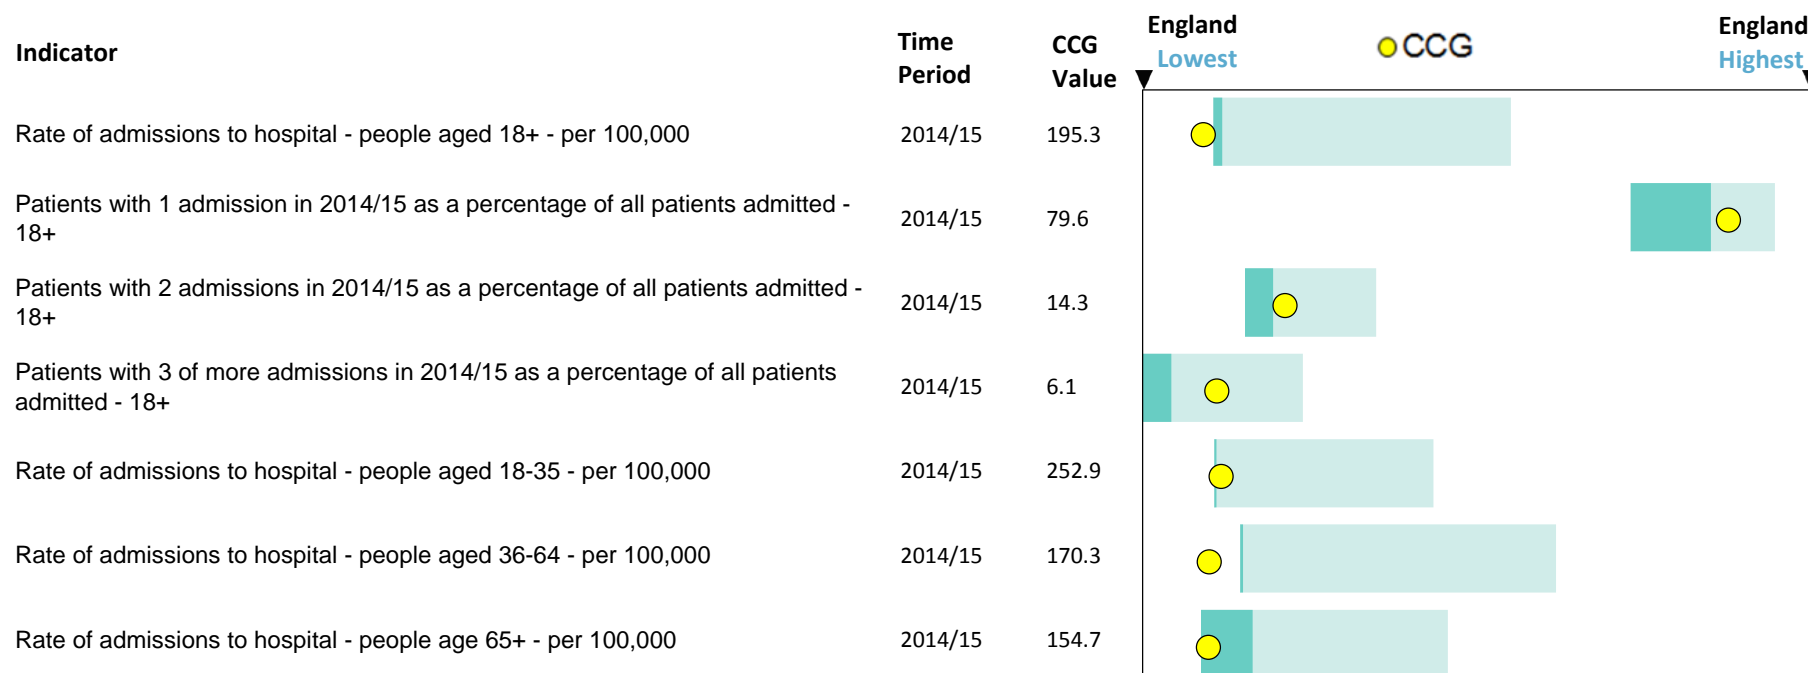 Indicator
Time
Period
CCG
Value
England
Lowest
CCG
England
Highest
Rate of admissions to hospital - people aged 18+ - per 100,000 2014/15 195.3
Patients with 1 admission in 2014/15 as a percentage of all patients admitted -
18+
2014/15 79.6
Patients with 2 admissions in 2014/15 as a percentage of all patients admitted -
18+
2014/15 14.3
Patients with 3 of more admissions in 2014/15 as a percentage of all patients
admitted - 18+
2014/15 6.1
Rate of admissions to hospital - people aged 18-35 - per 100,000 2014/15 252.9
Rate of admissions to hospital - people aged 36-64 - per 100,000 2014/15 170.3
Rate of admissions to hospital - people age 65+ - per 100,000 2014/15 154.7